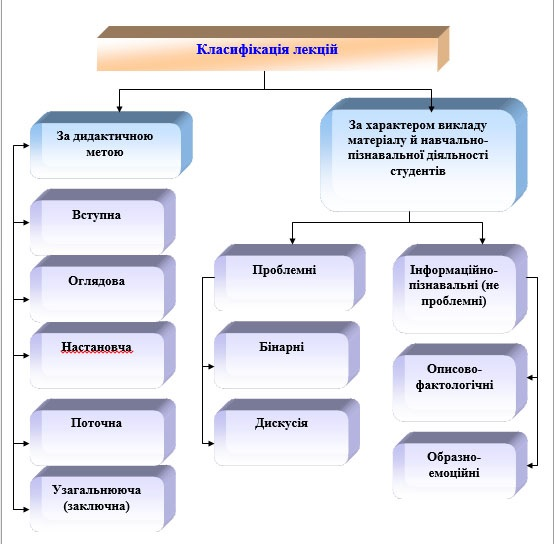 Класифікація лекцій
За дидактичною
метою
За характером викладу
матеріалу й навчально-
пізнавальної діяльності
студентів
Вступна
Оглядова
Настановча
Поточна
Узагальнююча
(заключна)
Проблемні
Бінарні
Дискусія
Інформаційно-
пізнавальні (не
проблемні)
Описово-
фактологічні
Образно-
емоційні